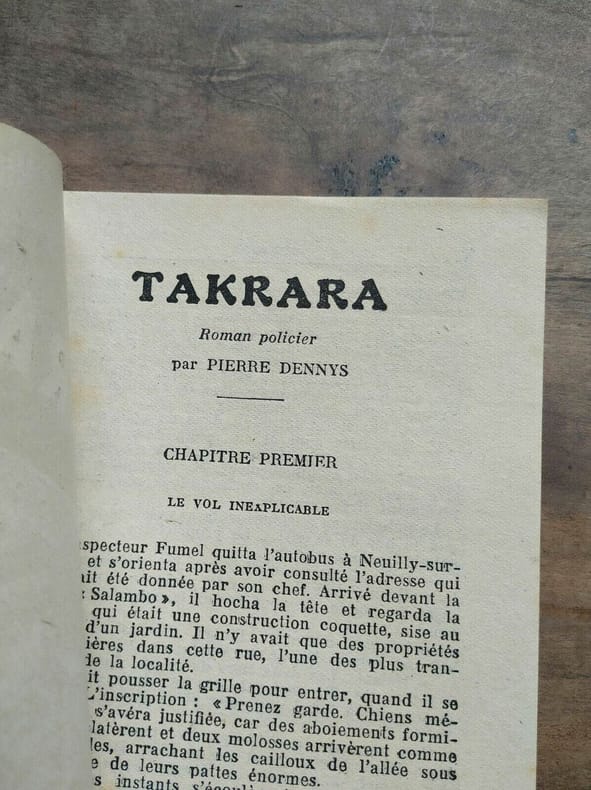 TAKRARA
Roman policier
par PIERRE DENNYS
CHAPITRE PREMIER
LE VOL INEAPLICABLE
specteur Fumel quitta l'autobus à Neuilly-sur-
et s'orienta après avoir consulté l'adresse qui
ait été donnée par son chef. Arrivé devant la
« Salambo », il hocha la tête et regarda la
qui était une construction coquette, sise au
d'un jardin. Il n'y avait que des propriétés
ières dans cette rue, l'une des plus tran-
de la localité.
it pousser la grille pour entrer, quand il se
L'inscription : « Prenez garde. Chiens mé-
s'avéra justifiée, car des aboiements formi-
latèrent et deux molosses arrivèrent comme
les, arrachant les cailloux de l'allée sous
e de leurs pattes énormes.
s instants s'écoulè